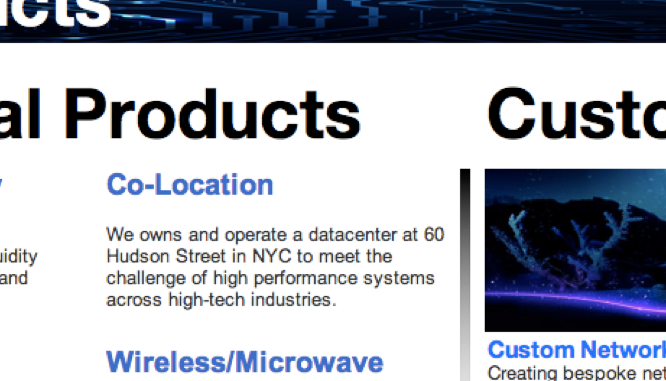 cts
al Products
Custo
y
Co-Location
We owns and operate a datacenter at 60
Hudson Street in NYC to meet the
challenge of high performance systems
across high-tech industries.
uidity
and
Wireless/Microwave
Custom Network
Creating bespoke net